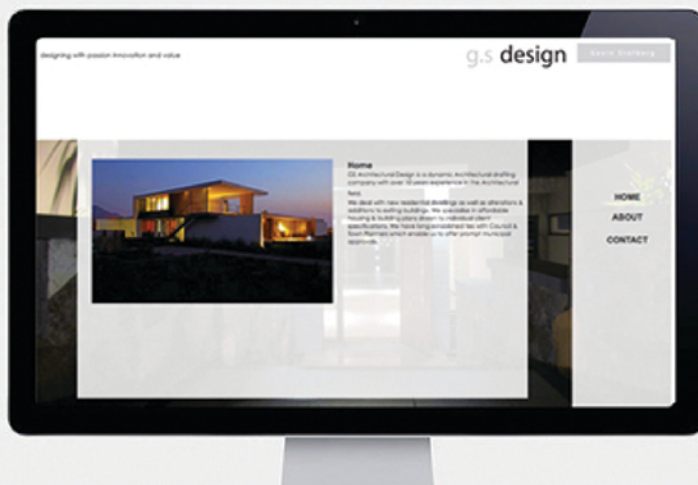 designing with passion innovation and value
g.s design
Home
GS Architectural Design is a dynamic Architectural drafting
company with over 10 years experience in the Architectural
field.
We deal with new residential dwellings as well as alterations &
additions to exiting buildings. We specialise in affordable
housing & building plans drawn to individual client
specifications. We have long established ties with Council &
Town Planners which enable us to offer prompt municipal
approvals.
HOME
ABOUT
CONTACT